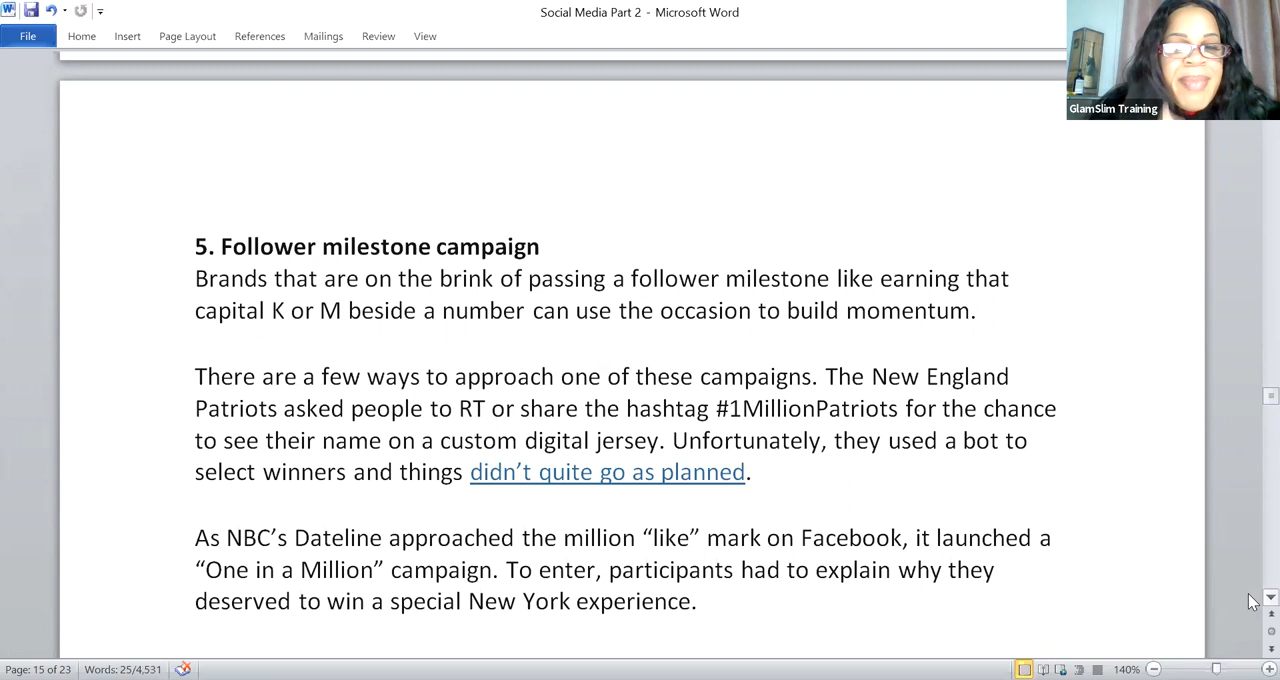 Social Media Part 2 - Microsoft Word
File Home Insert Page Layout References Mailings Review View
GlamSlim Training
5. Follower milestone campaign
Brands that are on the brink of passing a follower milestone like earning that
capital K or M beside a number can use the occasion to build momentum.
There are a few ways to approach one of these campaigns. The New England
Patriots asked people to RT or share the hashtag #1MillionPatriots for the chance
to see their name on a custom digital jersey. Unfortunately, they used a bot to
select winners and things didn’t quite go as planned.
As NBC’s Dateline approached the million “like” mark on Facebook, it launched a
“One in a Million” campaign. To enter, participants had to explain why they
deserved to win a special New York experience.
Page: 15 of 23 Words: 25/4,531 140%